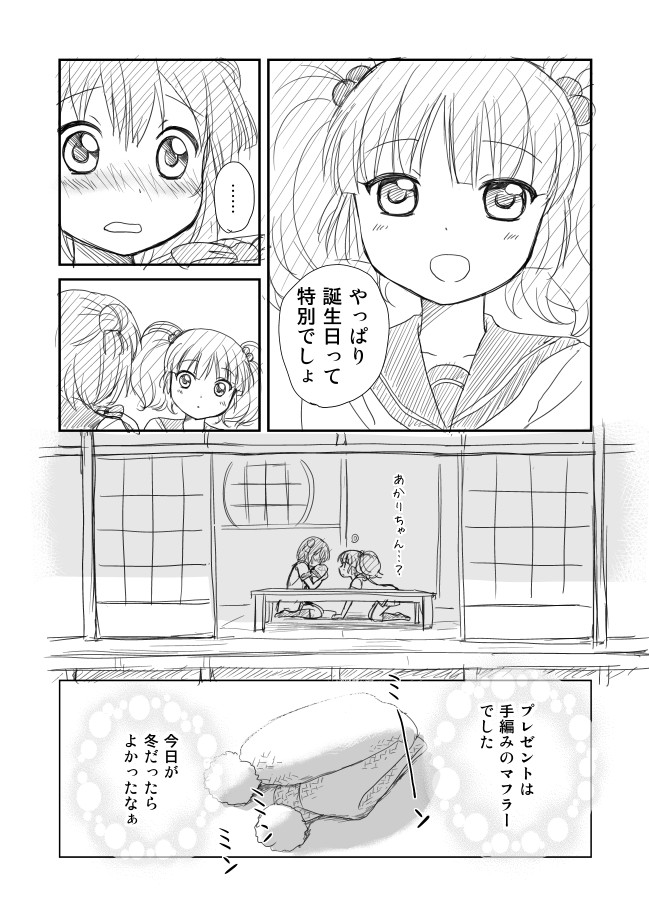 やっぱり
誕生日って
特別でしょ
……
あかりちゃん…?
プレゼントは
手編みのマフラー
でした
今日が
冬だったら
よかったなぁ
ミーン
ミーン
ミーン